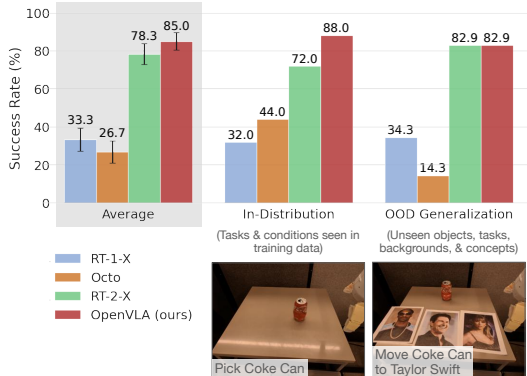 100
80
60
40
20
0
Success Rate (%)
33.3
26.7
78.3
85.0
32.0
44.0
72.0
88.0
34.3
14.3
82.9
82.9
Average
In-Distribution
OOD Generalization
(Tasks & conditions seen in
training data)
(Unseen objects, tasks,
backgrounds, & concepts)
RT-1-X
Octo
RT-2-X
OpenVLA (ours)
Pick Coke Can
Move Coke Can
to Taylor Swift